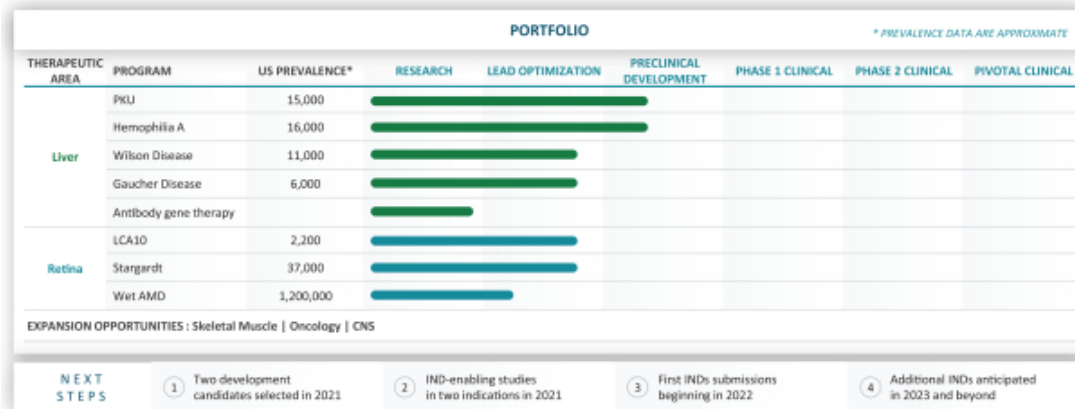 PORTFOLIO
* PREVALENCE DATA ARE APPROXIMATE
THERAPEUTIC AREA PROGRAM US PREVALENCE* RESEARCH LEAD OPTIMIZATION PRECLINICAL DEVELOPMENT PHASE 1 CLINICAL PHASE 2 CLINICAL PIVOTAL CLINICAL
PKU 15,000
Hemophilia A 16,000
Liver Wilson Disease 11,000
Gaucher Disease 6,000
Antibody gene therapy
LCA10 2,200
Retina Stargardt 37,000
Wet AMD 1,200,000
EXPANSION OPPORTUNITIES : Skeletal Muscle | Oncology | CNS
NEXT STEPS
1 Two development
candidates selected in 2021
2 IND-enabling studies
in two indications in 2021
3 First INDs submissions
beginning in 2022
4 Additional INDs anticipated
in 2023 and beyond